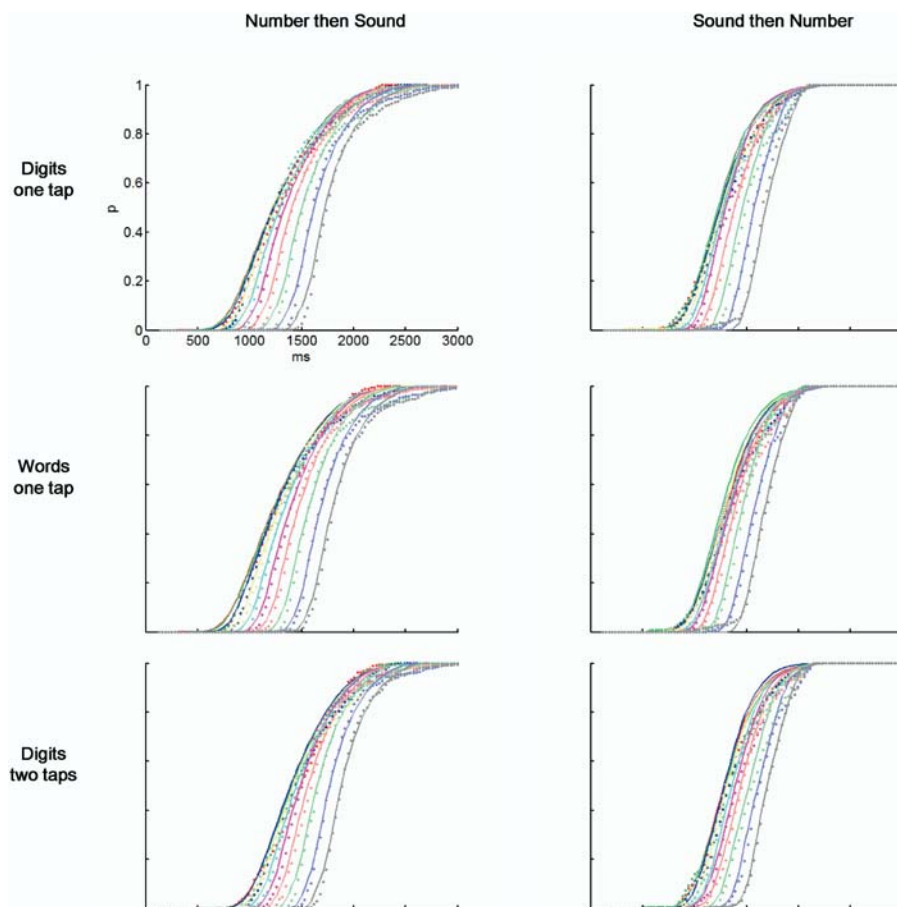 Number then Sound
Sound then Number
Digits
one tap
1
0.8
0.6
0.4
0.2
0
p
0 500 1000 1500 2000 2500 3000
ms
Words
one tap
Digits
two taps